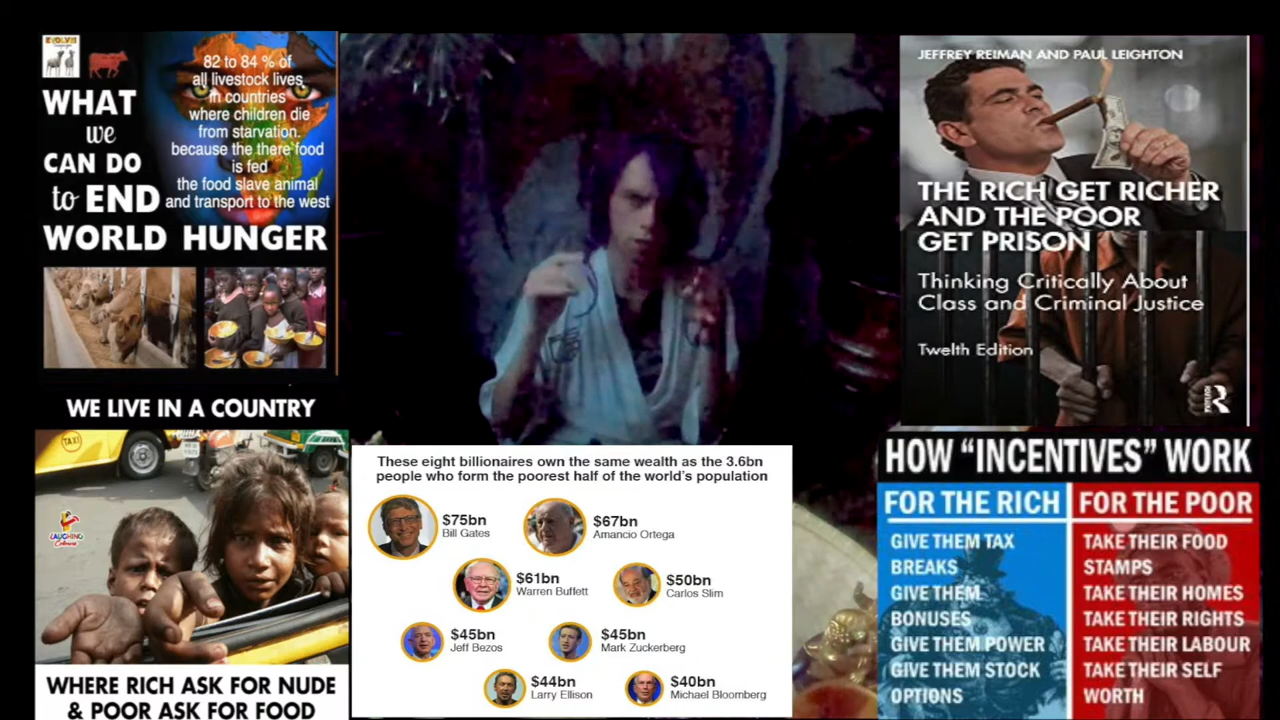 EVOLVE
82 to 84 % of
all livestock lives
in countries
where children die
from starvation.
because the there food
is fed
the food slave animal
and transport to the west
WHAT
we
CAN DO
to END
WORLD HUNGER
WE LIVE IN A COUNTRY
TAXI
LAUGHING
Colours
WHERE RICH ASK FOR NUDE
& POOR ASK FOR FOOD
These eight billionaires own the same wealth as the 3.6bn
people who form the poorest half of the world's population
$75bn
Bill Gates
$67bn
Amancio Ortega
$61bn
Warren Buffett
$50bn
Carlos Slim
$45bn
Jeff Bezos
$45bn
Mark Zuckerberg
$44bn
Larry Ellison
$40bn
Michael Bloomberg
JEFFREY REIMAN AND PAUL LEIGHTON
THE RICH GET RICHER
AND THE POOR
GET PRISON
Thinking Critically About
Class and Criminal Justice
Twelth Edition
HOW “INCENTIVES” WORK
FOR THE RICH
GIVE THEM TAX
BREAKS
GIVE THEM
BONUSES
GIVE THEM POWER
GIVE THEM STOCK
OPTIONS
FOR THE POOR
TAKE THEIR FOOD
STAMPS
TAKE THEIR HOMES
TAKE THEIR RIGHTS
TAKE THEIR LABOUR
TAKE THEIR SELF
WORTH